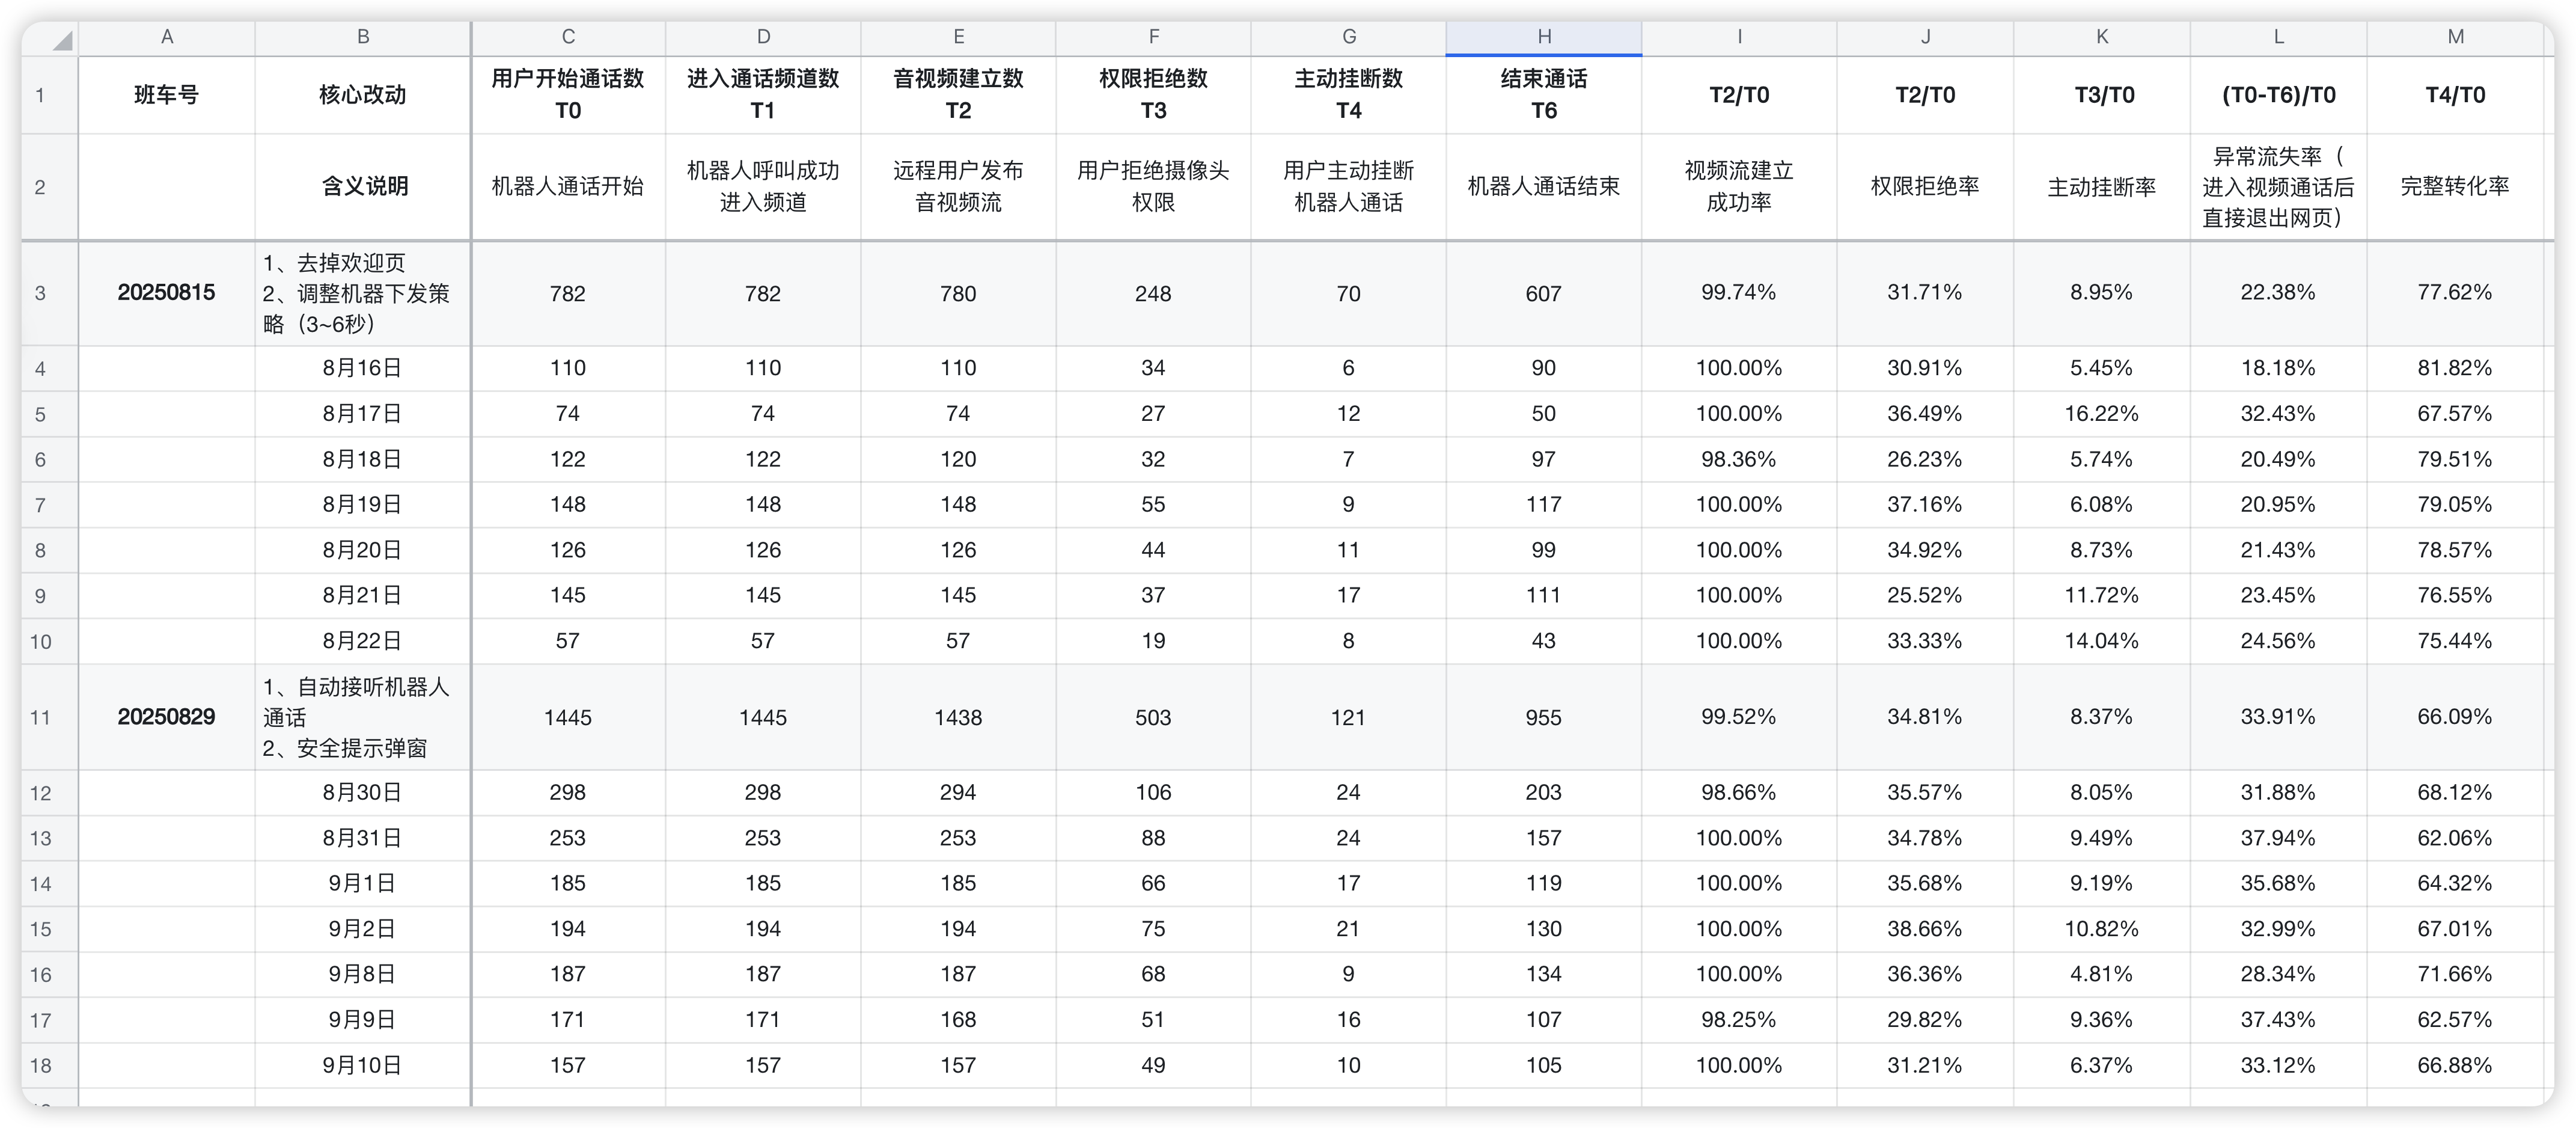 A B C D E F G H I J K L M
1 班车号 核心改动 用户开始通话数 T0 进入通话频道数 T1 音视频建立数 T2 权限拒绝数 T3 主动挂断数 T4 结束通话 T6 T2/T0 T2/T0 T3/T0 (T0-T6)/T0 T4/T0
2 含义说明 机器人通话开始 机器人呼叫成功进入频道 远程用户发布音视频流 用户拒绝摄像头权限 用户主动挂断机器人通话 机器人通话结束 视频流建立成功率 权限拒绝率 主动挂断率 异常流失率（进入视频通话后直接退出网页） 完整转化率
3 20250815 1、去掉欢迎页 2、调整机器下发策略（3~6秒） 782 782 780 248 70 607 99.74% 31.71% 8.95% 22.38% 77.62%
4 8月16日 110 110 110 34 6 90 100.00% 30.91% 5.45% 18.18% 81.82%
5 8月17日 74 74 74 27 12 50 100.00% 36.49% 16.22% 32.43% 67.57%
6 8月18日 122 122 120 32 7 97 98.36% 26.23% 5.74% 20.49% 79.51%
7 8月19日 148 148 148 55 9 117 100.00% 37.16% 6.08% 20.95% 79.05%
8 8月20日 126 126 126 44 11 99 100.00% 34.92% 8.73% 21.43% 78.57%
9 8月21日 145 145 145 37 17 111 100.00% 25.52% 11.72% 23.45% 76.55%
10 8月22日 57 57 57 19 8 43 100.00% 33.33% 14.04% 24.56% 75.44%
11 20250829 1、自动接听机器人通话 2、安全提示弹窗 1445 1445 1438 503 121 955 99.52% 34.81% 8.37% 33.91% 66.09%
12 8月30日 298 298 294 106 24 203 98.66% 35.57% 8.05% 31.88% 68.12%
13 8月31日 253 253 253 88 24 157 100.00% 34.78% 9.49% 37.94% 62.06%
14 9月1日 185 185 185 66 17 119 100.00% 35.68% 9.19% 35.68% 64.32%
15 9月2日 194 194 194 75 21 130 100.00% 38.66% 10.82% 32.99% 67.01%
16 9月8日 187 187 187 68 9 134 100.00% 36.36% 4.81% 28.34% 71.66%
17 9月9日 171 171 168 51 16 107 98.25% 29.82% 9.36% 37.43% 62.57%
18 9月10日 157 157 157 49 10 105 100.00% 31.21% 6.37% 33.12% 66.88%